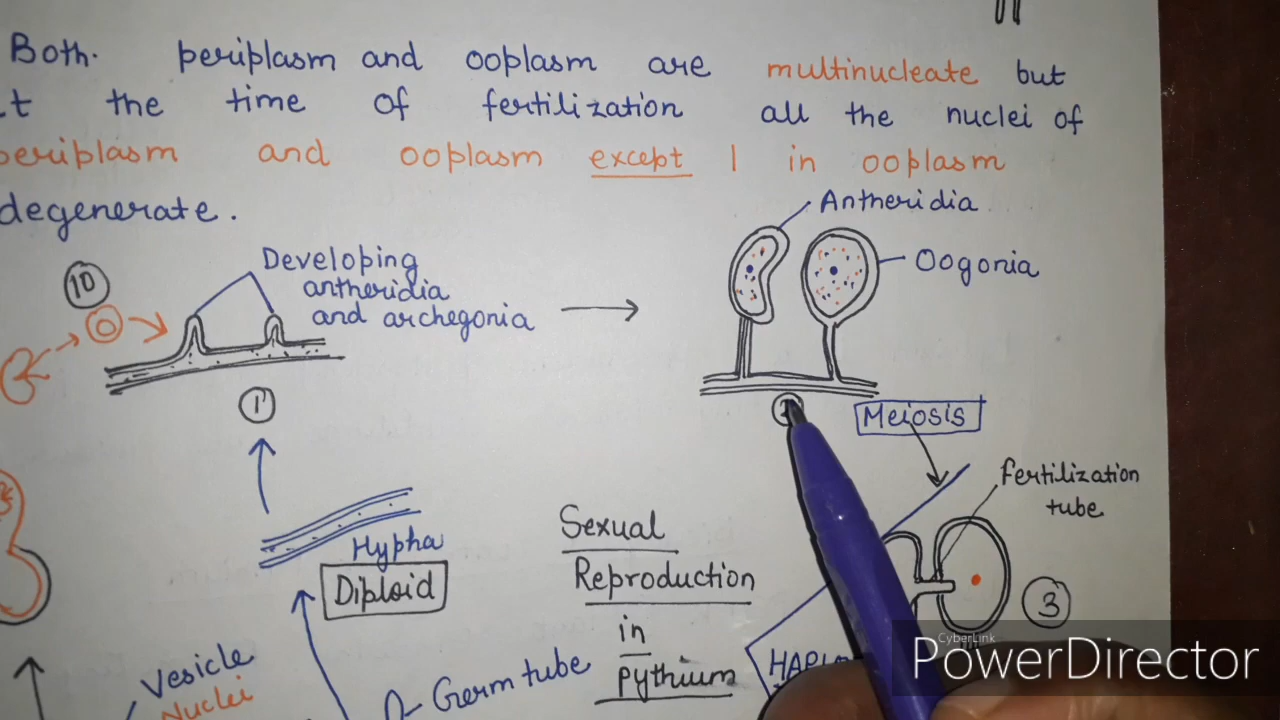 Both. periplasm and ooplasm are multinucleate but
the time of fertilization all the nuclei of
periplasm and ooplasm except 1 in ooplasm
degenerate.
Antheridia
Oogonia
10
Developing
antheridia
and archegonia
1
Meiosis
Fertilization
tube
Hypha
Diploid
Sexual
Reproduction
in
Pythium
3
Vesicle
Nuclei
Germ tube
CyberLink
PowerDirector